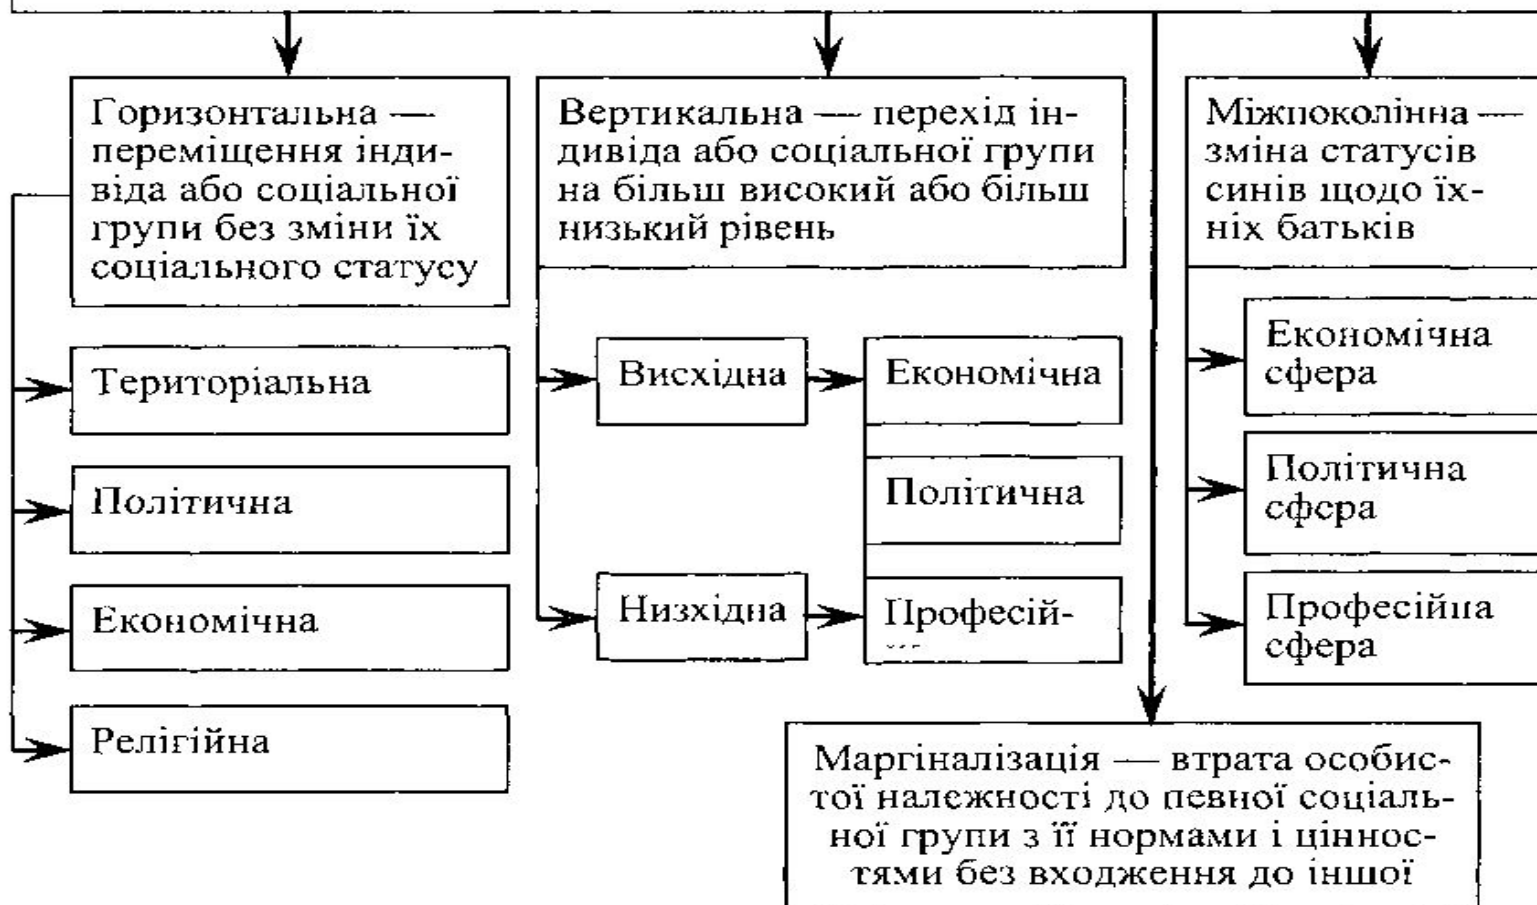 Горизонтальна —
переміщення інди-
віда або соціальної
групи без зміни їх
соціального статусу
Територіальна
Політична
Економічна
Релігійна
Вертикальна — перехід ін-
дивіда або соціальної групи
на більш високий або більш
низький рівень
Висхідна
Низхідна
Економічна
Політична
Професій-
Міжпоколінна —
зміна статусів
синів щодо їх-
ніх батьків
Економічна
сфера
Політична
сфера
Професійна
сфера
Маргіналізація — втрата особис-
тої належності до певної соціаль-
ної групи з її нормами і ціннос-
тями без входження до іншої